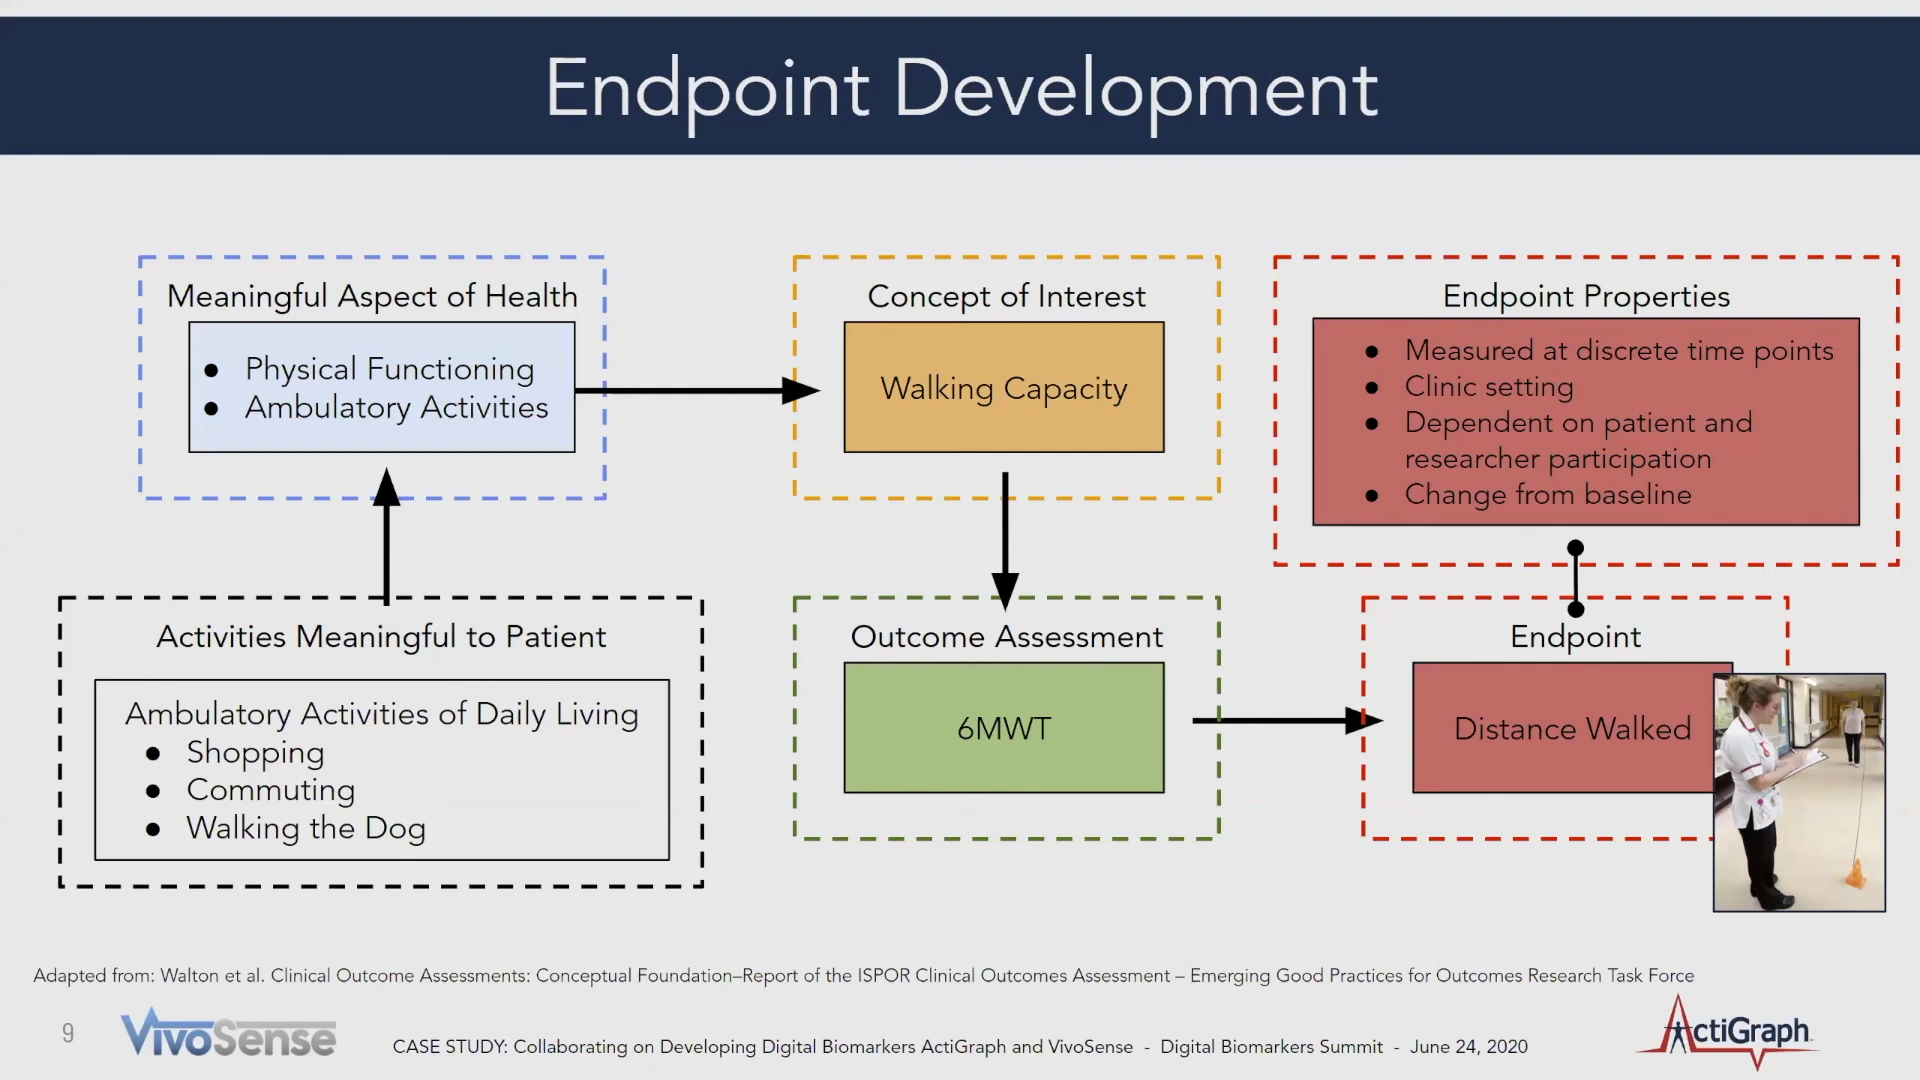 Endpoint Development
Meaningful Aspect of Health
● Physical Functioning
● Ambulatory Activities
Concept of Interest
Walking Capacity
Endpoint Properties
● Measured at discrete time points
● Clinic setting
● Dependent on patient and
researcher participation
● Change from baseline
Activities Meaningful to Patient
Ambulatory Activities of Daily Living
● Shopping
● Commuting
● Walking the Dog
Outcome Assessment
6MWT
Endpoint
Distance Walked
Adapted from: Walton et al. Clinical Outcome Assessments: Conceptual Foundation–Report of the ISPOR Clinical Outcomes Assessment – Emerging Good Practices for Outcomes Research Task Force
9
VivoSense
CASE STUDY: Collaborating on Developing Digital Biomarkers ActiGraph and VivoSense - Digital Biomarkers Summit - June 24, 2020
ActiGraph